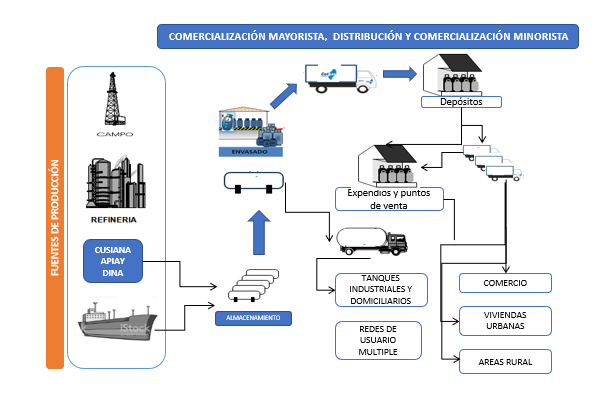 COMERCIALIZACIÓN MAYORISTA, DISTRIBUCIÓN Y COMERCIALIZACIÓN MINORISTA
FUENTES DE PRODUCCIÓN
CAMPO
REFINERIA
CUSIANA
APIAY
DINA
iStock
ALMACENAMIENTO
ENVASADO
Depósitos
Expendios y puntos
de venta
TANQUES
INDUSTRIALES Y
DOMICILIARIOS
REDES DE
USUARIO
MULTIPLE
COMERCIO
VIVIENDAS
URBANAS
AREAS RURAL